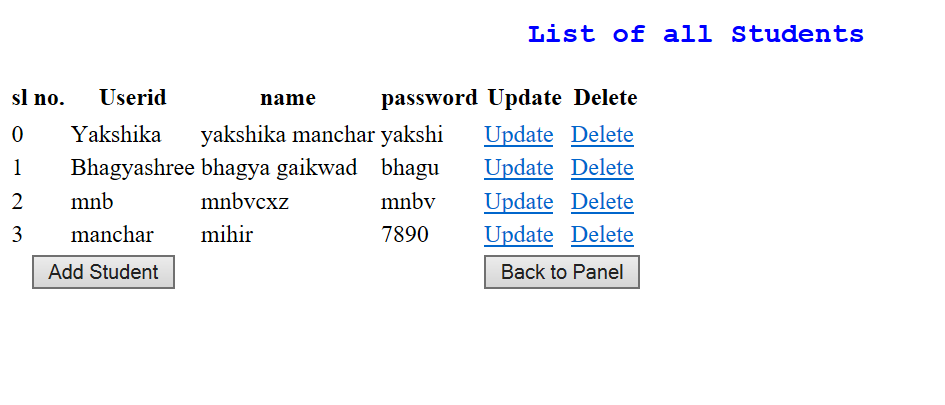 List of all Students
sl no. Userid name password Update Delete
0 Yakshika yakshika manchar yakshi Update Delete
1 Bhagyashree bhagya gaikwad bhagu Update Delete
2 mnb mnbvcxz mnbv Update Delete
3 manchar mihir 7890 Update Delete
Add Student Back to Panel